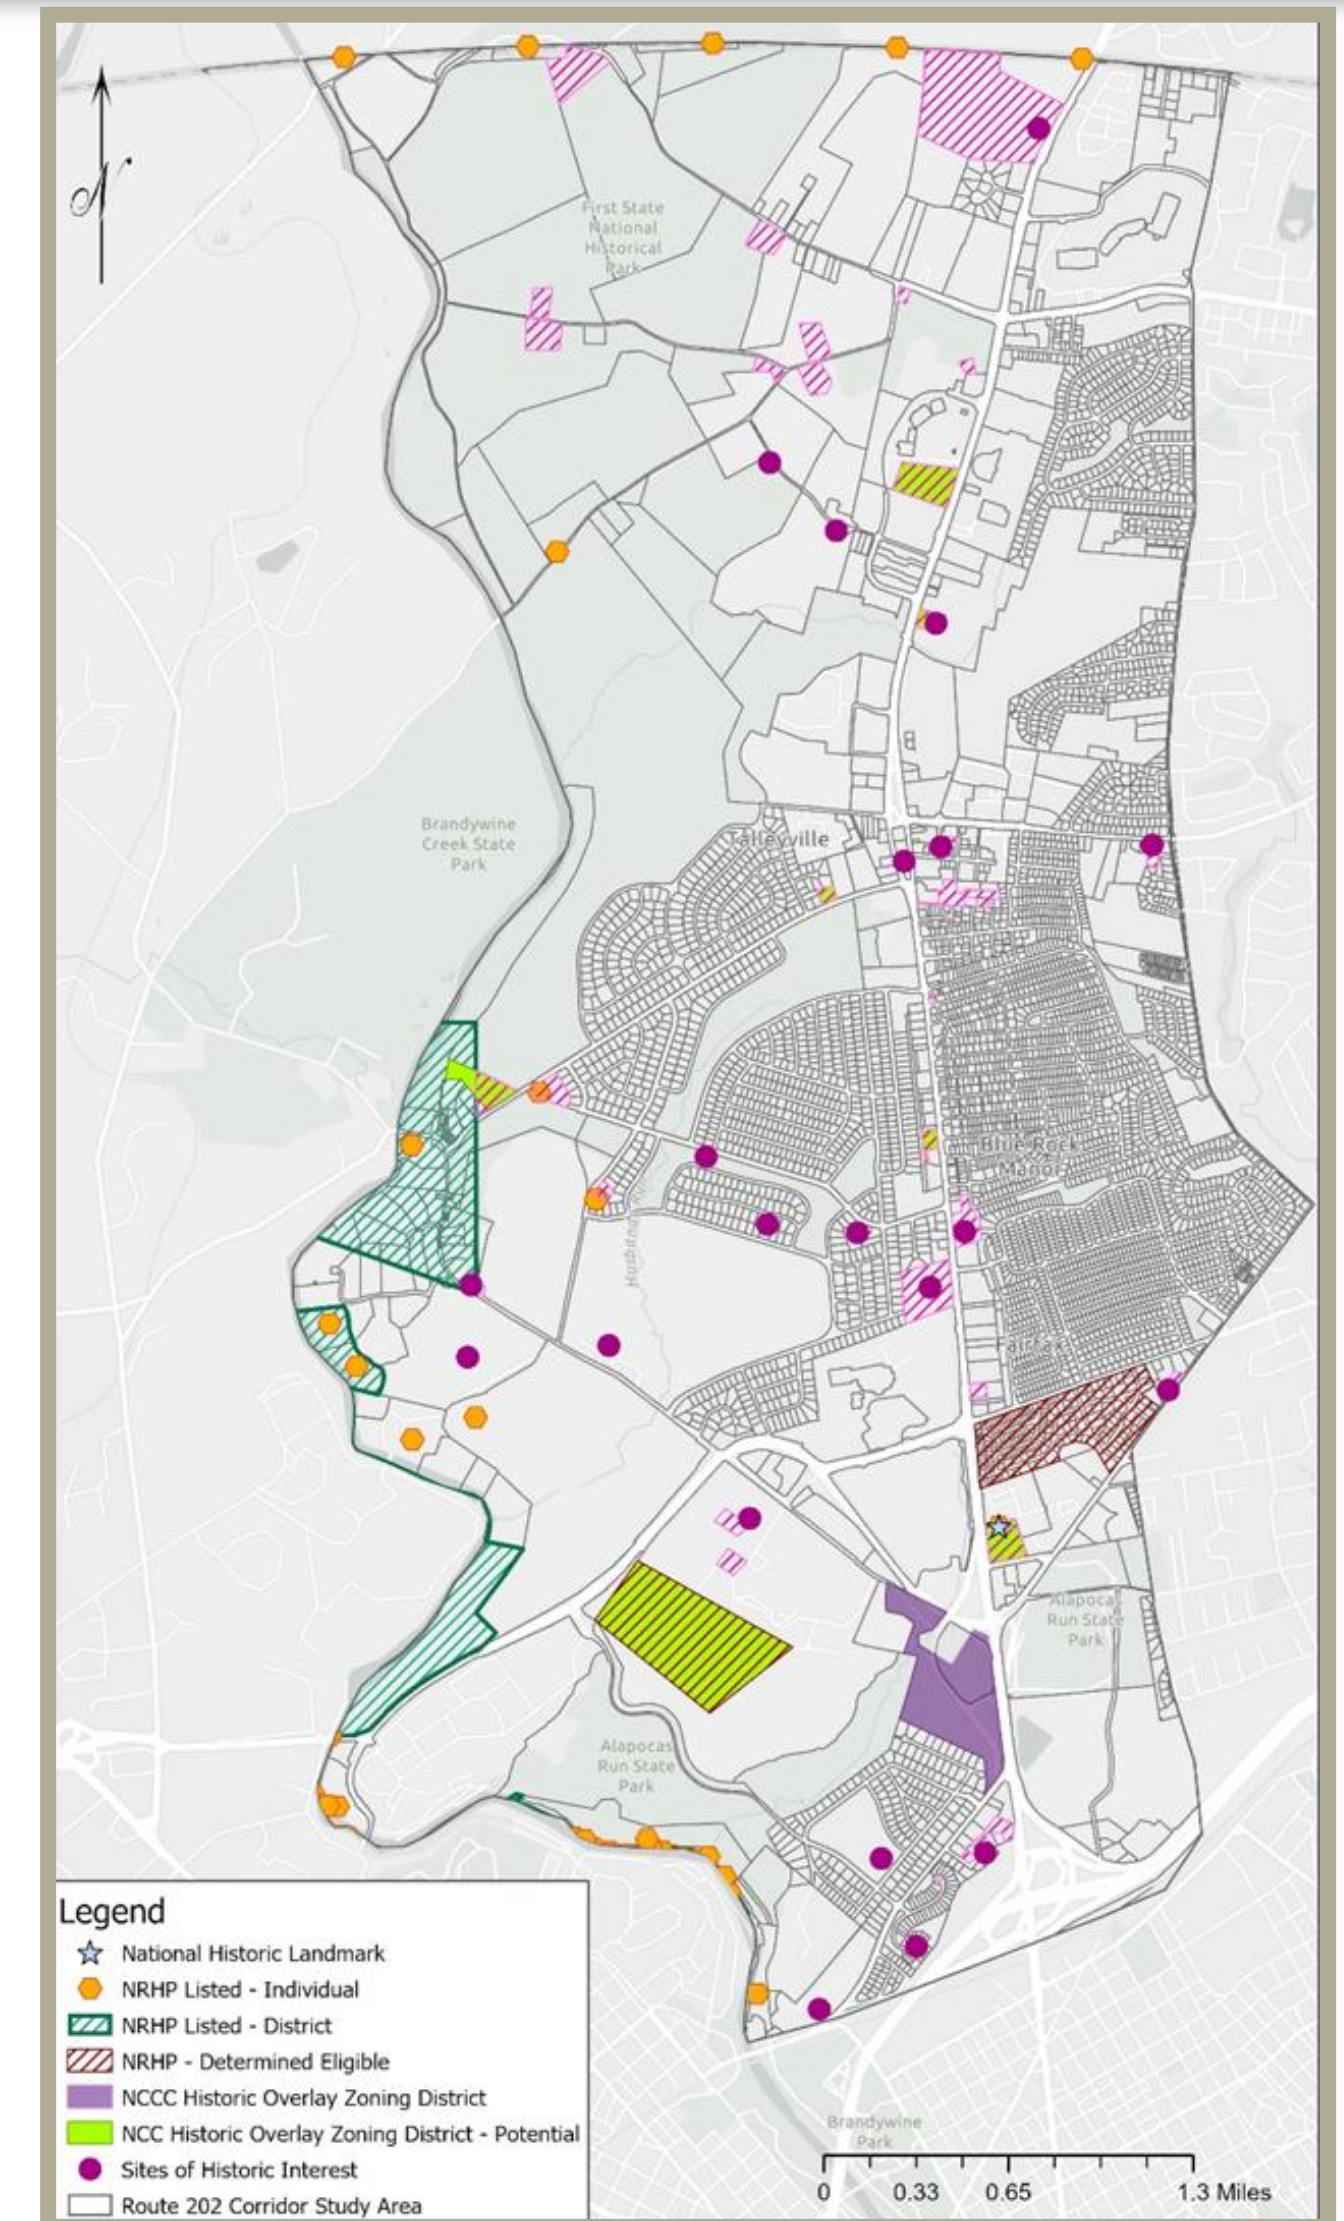 N
First State
National
Historical
Park
Brandywine
Creek State
Park
Talleyville
Blue Rock
Manor
Husbands Run
Fairfax
Alapocas
Run State
Park
Alapocas
Run State
Park
Legend
National Historic Landmark
NRHP Listed - Individual
NRHP Listed - District
NRHP - Determined Eligible
NCCC Historic Overlay Zoning District
NCC Historic Overlay Zoning District - Potential
Sites of Historic Interest
Route 202 Corridor Study Area
Brandywine
Park
0 0.33 0.65 1.3 Miles